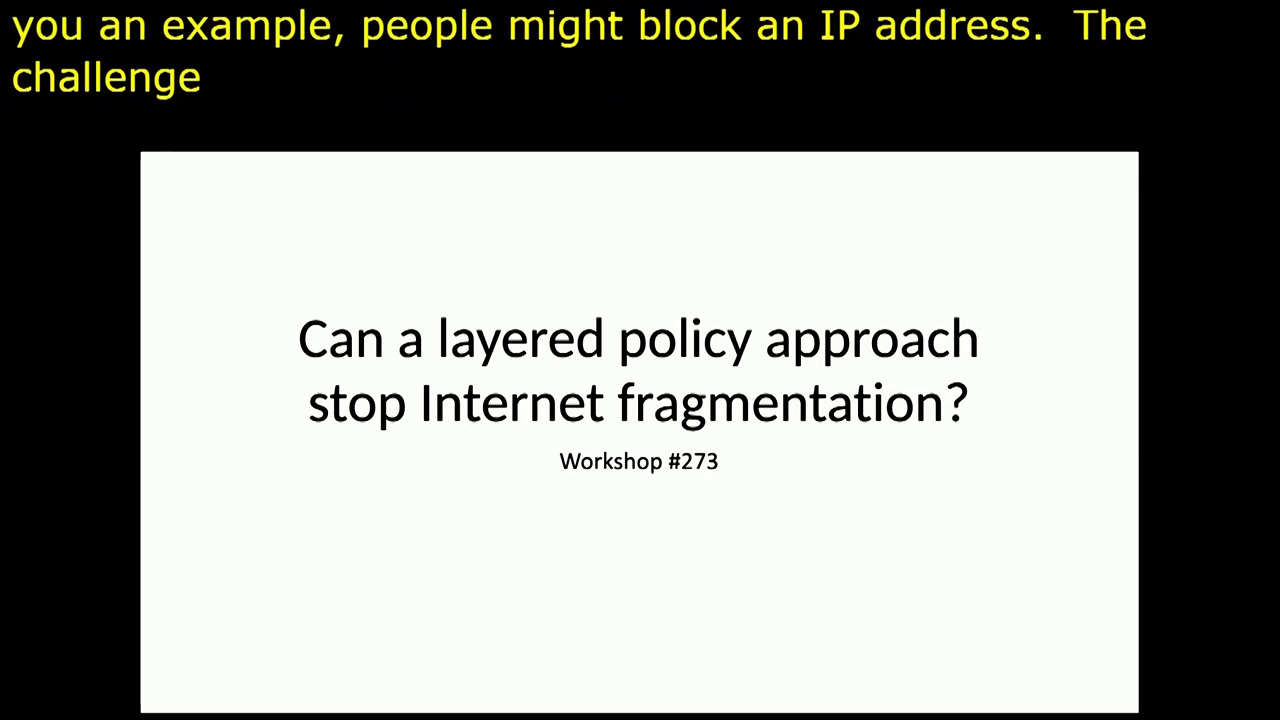 you an example, people might block an IP address.  The
challenge
Can a layered policy approach
stop Internet fragmentation?
Workshop #273